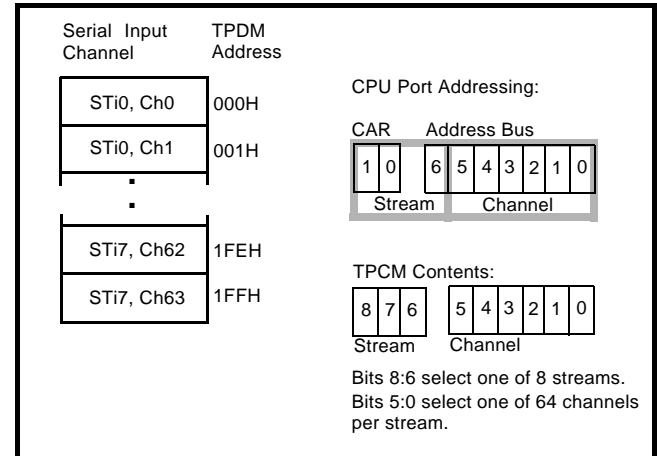 Serial Input Channel
TPDM Address
STi0, Ch0 000H
STi0, Ch1 001H
STi7, Ch62 1FEH
STi7, Ch63 1FFH
CPU Port Addressing:
CAR Address Bus
1 0 6 5 4 3 2 1 0
Stream Channel
TPCM Contents:
8 7 6 5 4 3 2 1 0
Stream Channel
Bits 8:6 select one of 8 streams.
Bits 5:0 select one of 64 channels
per stream.